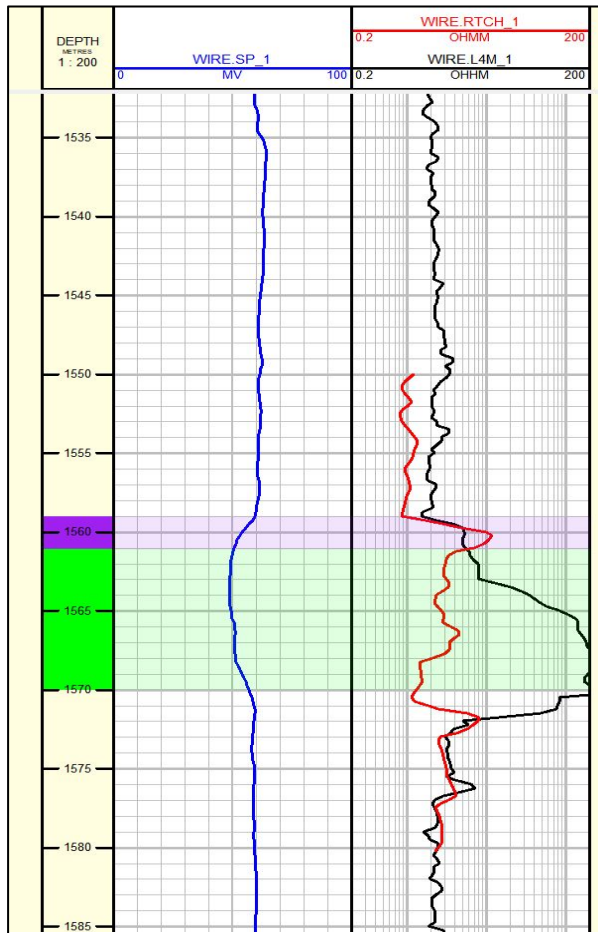 WIRE.RTCH_1
0.2 OHMM 200
DEPTH
METRES
1 : 200
WIRE.SP_1
0 MV 100
WIRE.L4M_1
0.2 OHHM 200
1535
1540
1545
1550
1555
1560
1565
1570
1575
1580
1585